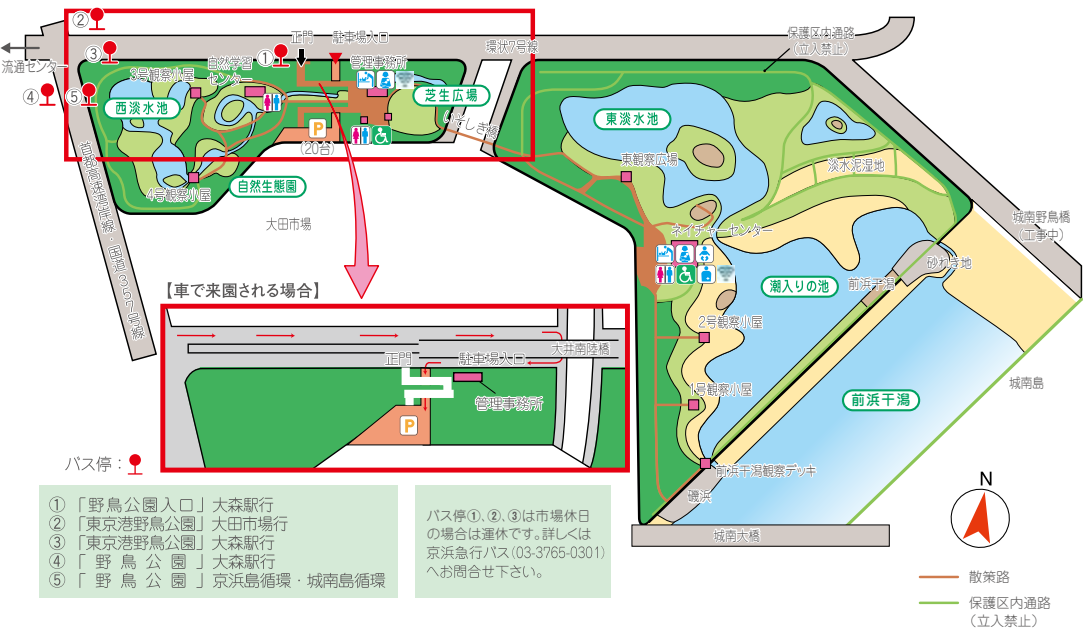 ②
正門
駐車場入口
環状7号線
保護区内通路
(立入禁止)
③
①
流通センター
3号観察小屋
自然学習
センター
管理事務所
④
⑤
西淡水池
芝生広場
東淡水池
P
(20台)
いそしぎ橋
東観察広場
淡水泥湿地
4号観察小屋
自然生態園
首都高速湾岸線・国道357号線
大田市場
ネイチャーセンター
城南野鳥橋
(工事中)
砂れき地
前浜干潟
潮入りの池
【車で来園される場合】
2号観察小屋
大井南陸橋
正門
駐車場入口
管理事務所
P
1号観察小屋
城南島
前浜干潟
バス停：
前浜干潟観察デッキ
磯浜
城南大橋
N
①「野鳥公園入口」大森駅行
②「東京港野鳥公園」大田市場行
③「東京港野鳥公園」大森駅行
④「野鳥公園」大森駅行
⑤「野鳥公園」京浜島循環・城南島循環
バス停①、②、③は市場休日
の場合は運休です。詳しくは
京浜急行バス(03-3765-0301)
へお問合せ下さい。
散策路
保護区内通路
(立入禁止)